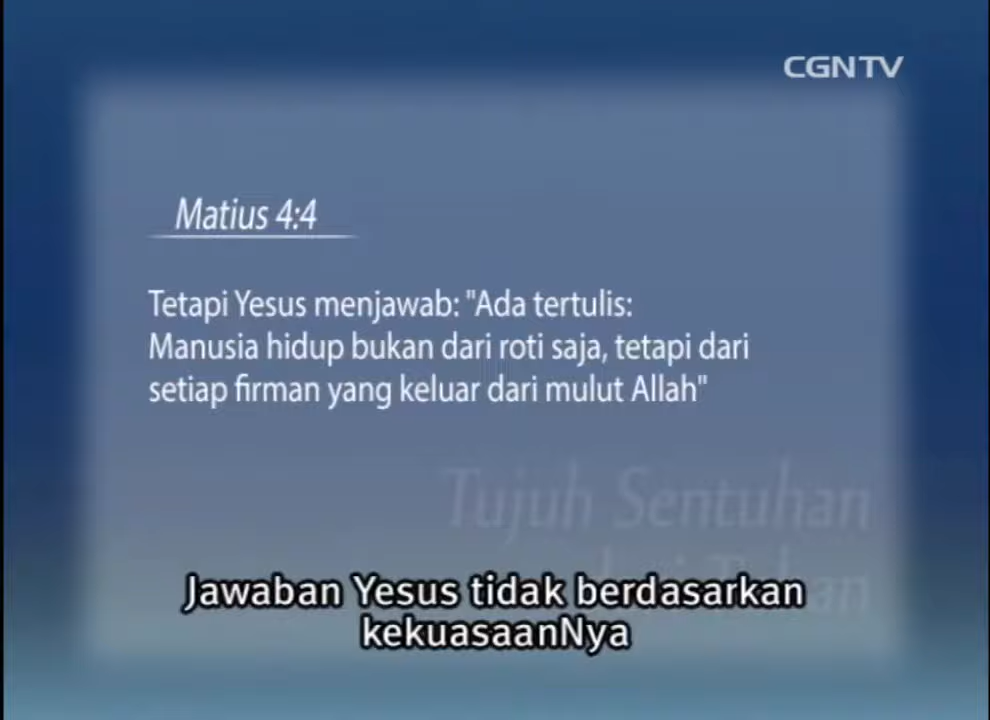 CGNTV
Matius 4:4
Tetapi Yesus menjawab: "Ada tertulis:
Manusia hidup bukan dari roti saja, tetapi dari
setiap firman yang keluar dari mulut Allah"
Tujuh Sentuhan
Jawaban Yesus tidak berdasarkan
kekuasaanNya